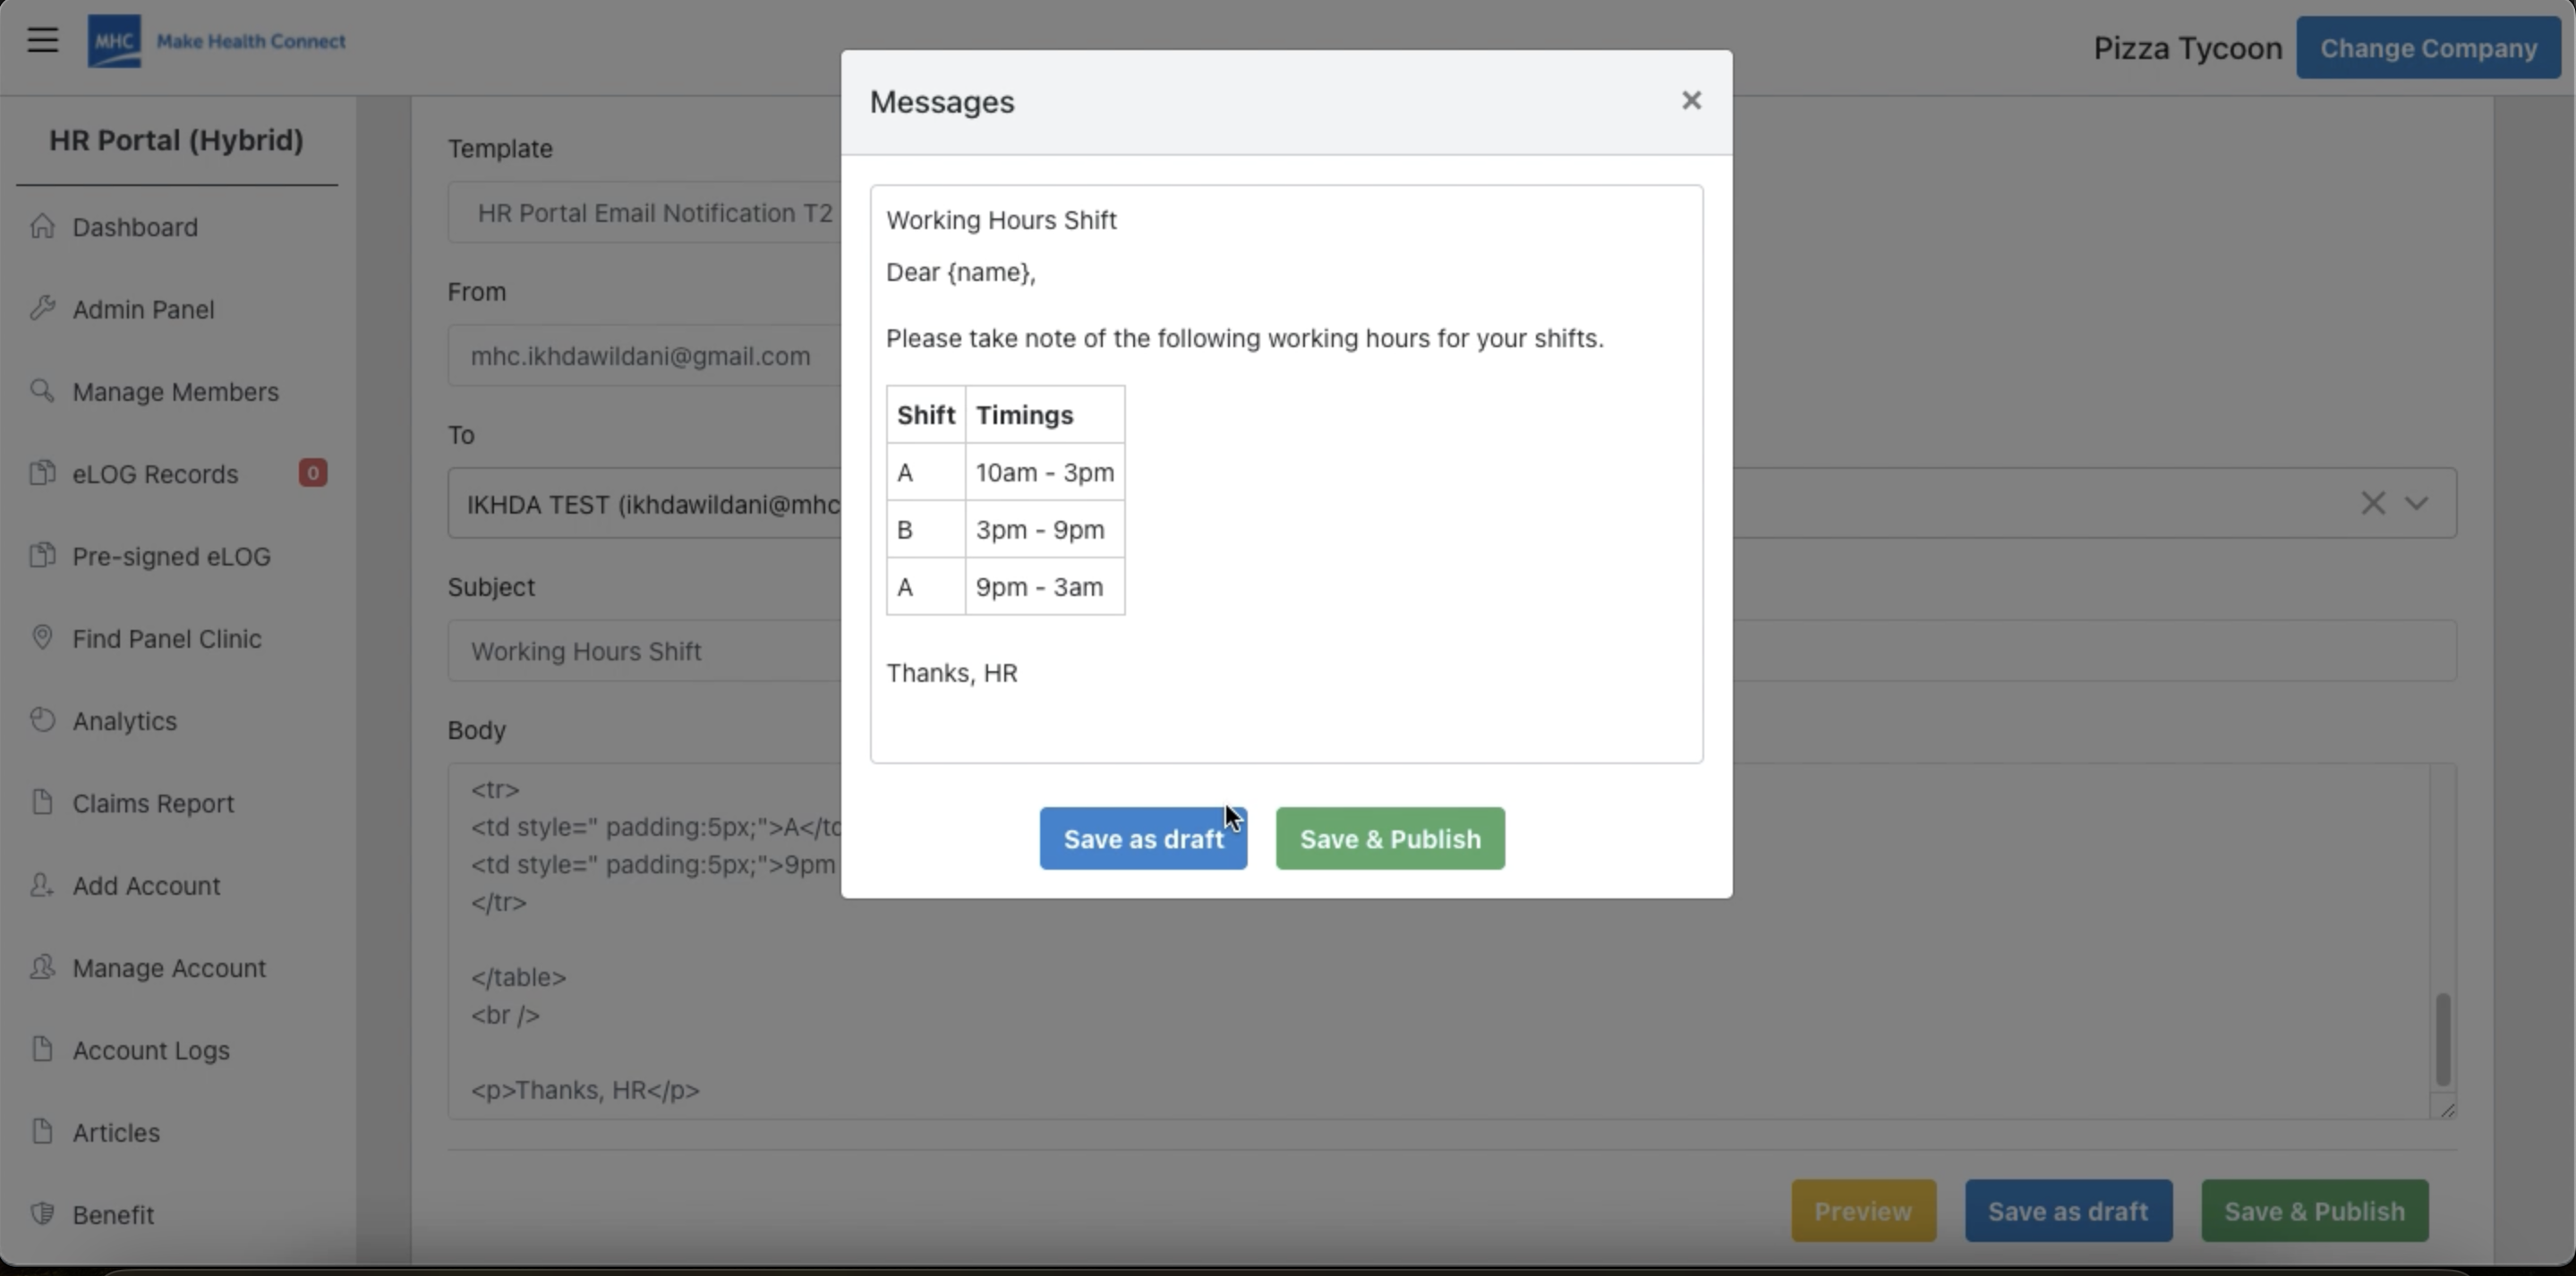 MHC Make Health Connect
Pizza Tycoon
Change Company
HR Portal (Hybrid)
Dashboard
Admin Panel
Manage Members
eLOG Records 0
Pre-signed eLOG
Find Panel Clinic
Analytics
Claims Report
Add Account
Manage Account
Account Logs
Articles
Benefit
Template
HR Portal Email Notification T2
From
mhc.ikhdawildani@gmail.com
To
IKHDA TEST (ikhdawildani@mhc
Subject
Working Hours Shift
Body
<tr>
<td style=" padding:5px;">A</td
<td style=" padding:5px;">9pm
</tr>
</table>
<br />
<p>Thanks, HR</p>
Preview
Save as draft
Save & Publish
Messages
Working Hours Shift
Dear {name},
Please take note of the following working hours for your shifts.
Shift Timings
A 10am - 3pm
B 3pm - 9pm
A 9pm - 3am
Thanks, HR
Save as draft
Save & Publish